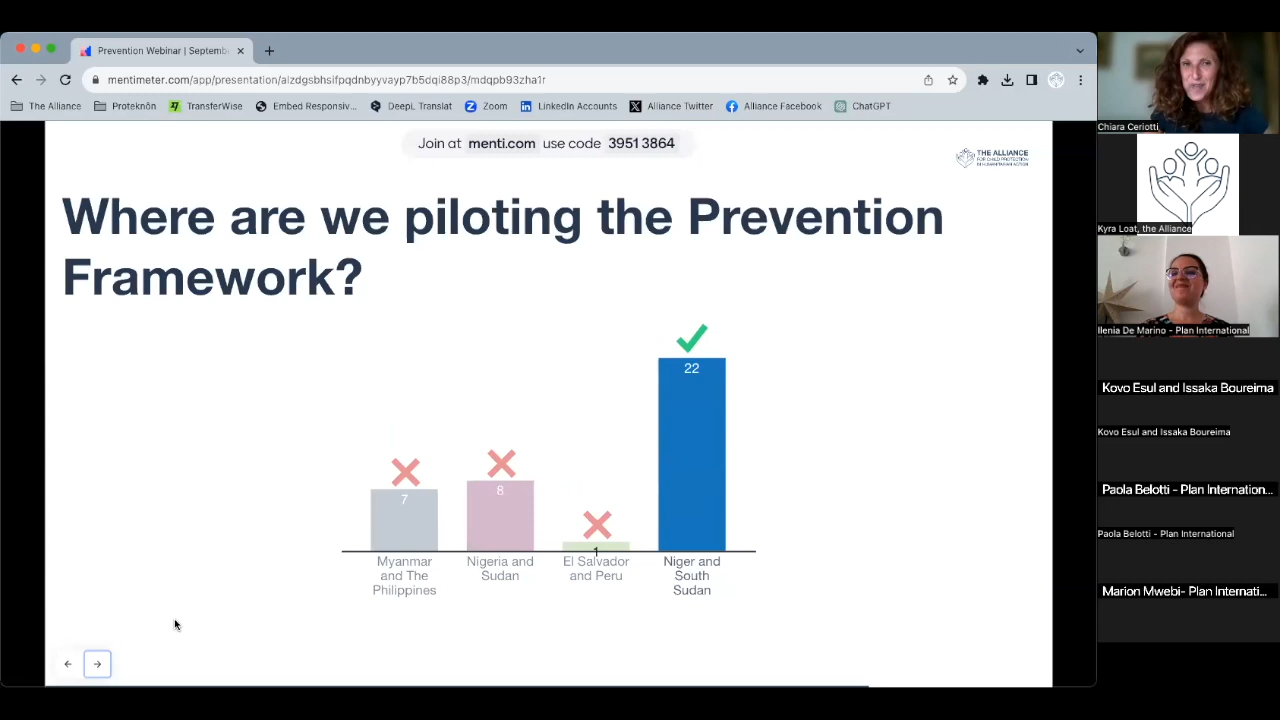 Prevention Webinar | Septemb
mentimeter.com/app/presentation/alzdgsbhsifpqdnbyyvayp7b5dqi88p3/mdqpb93zha1r
The Alliance
Proteknôn
TransferWise
Embed Responsiv...
DeepL Translat
Zoom
LinkedIn Accounts
Alliance Twitter
Alliance Facebook
ChatGPT
Join at menti.com use code 3951 3864
THE ALLIANCE
FOR CHILD PROTECTION
IN HUMANITARIAN ACTION
Where are we piloting the Prevention
Framework?
7
8
1
22
Myanmar
and The
Philippines
Nigeria and
Sudan
El Salvador
and Peru
Niger and
South
Sudan
Chiara Ceriotti
Kyra Loat, the Alliance
Ilenia De Marino - Plan International
Kovo Esul and Issaka Boureima
Kovo Esul and Issaka Boureima
Paola Belotti - Plan Internation...
Paola Belotti - Plan International
Marion Mwebi- Plan Internati...